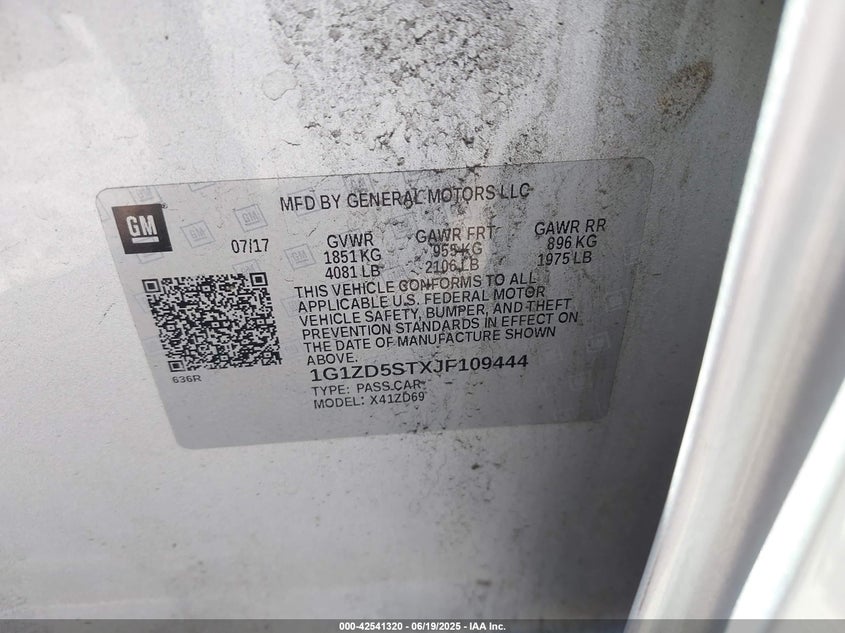 MFD BY GENERAL MOTORS LLC
GM
07/17 GVWR GAWR FRT GAWR RR
1851 KG 955 KG 896 KG
4081 LB 2106 LB 1975 LB
THIS VEHICLE CONFORMS TO ALL
APPLICABLE U.S. FEDERAL MOTOR
VEHICLE SAFETY, BUMPER, AND THEFT
PREVENTION STANDARDS IN EFFECT ON
THE DATE OF MANUFACTURE SHOWN
ABOVE.
1G1ZD5STXJF109444
636R
TYPE: PASS.CAR
MODEL: X41ZD69
000-42541320 - 06/19/2025 - IAA Inc.